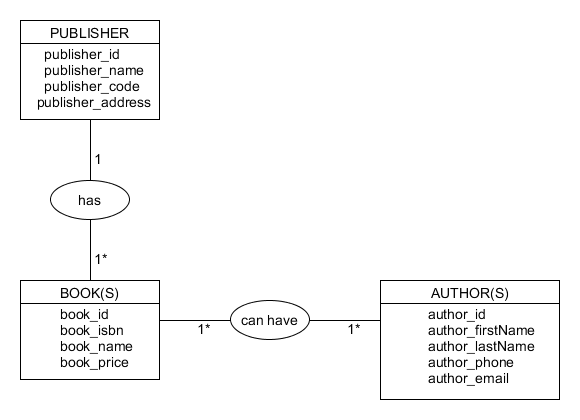 PUBLISHER
publisher_id
publisher_name
publisher_code
publisher_address
1
has
1*
BOOK(S)
book_id
book_isbn
book_name
book_price
1*
can have
1*
AUTHOR(S)
author_id
author_firstName
author_lastName
author_phone
author_email